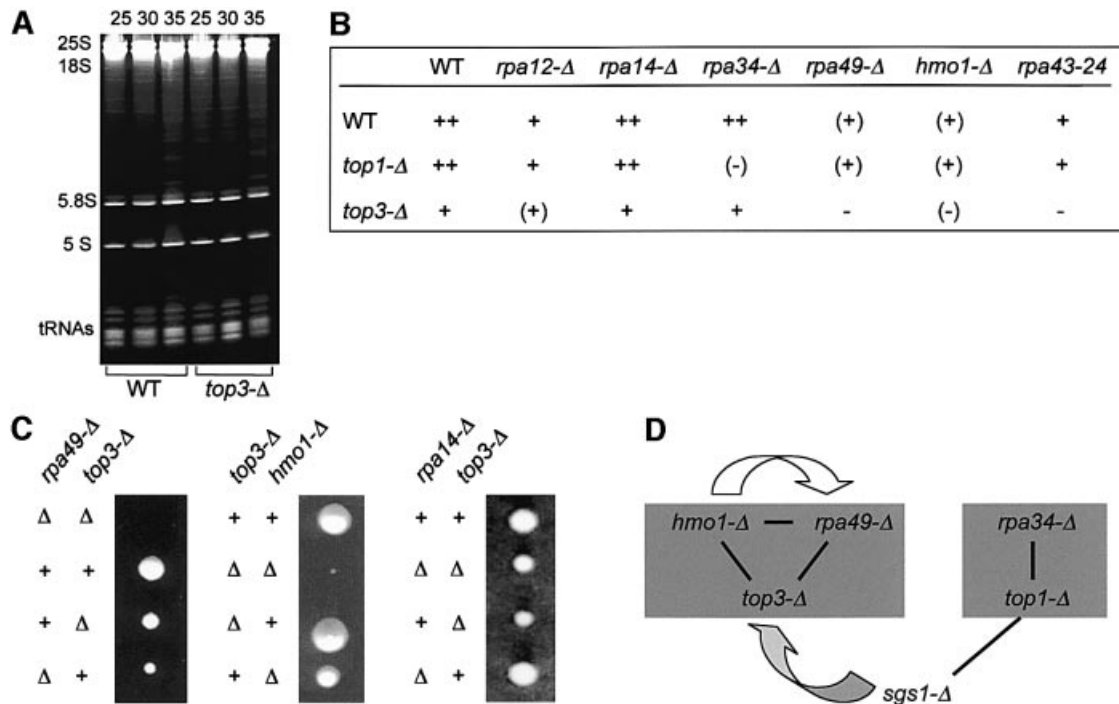 A
25 30 35 25 30 35
25S
18S
5.8S
5 S
tRNAs
WT top3-Δ
B
WT rpa12-Δ rpa14-Δ rpa34-Δ rpa49-Δ hmo1-Δ rpa43-24
WT ++ + ++ ++ (+) (+) +
top1-Δ ++ + ++ (-) (+) (+) +
top3-Δ + (+) + + - (-) -
C
rpa49-Δ top3-Δ
Δ Δ
+ +
+ Δ
Δ +
top3-Δ hmo1-Δ
+ +
Δ Δ
Δ +
+ Δ
rpa14-Δ top3-Δ
+ +
Δ Δ
+ Δ
Δ +
D
hmo1-Δ rpa49-Δ
top3-Δ
rpa34-Δ
top1-Δ
sgs1-Δ